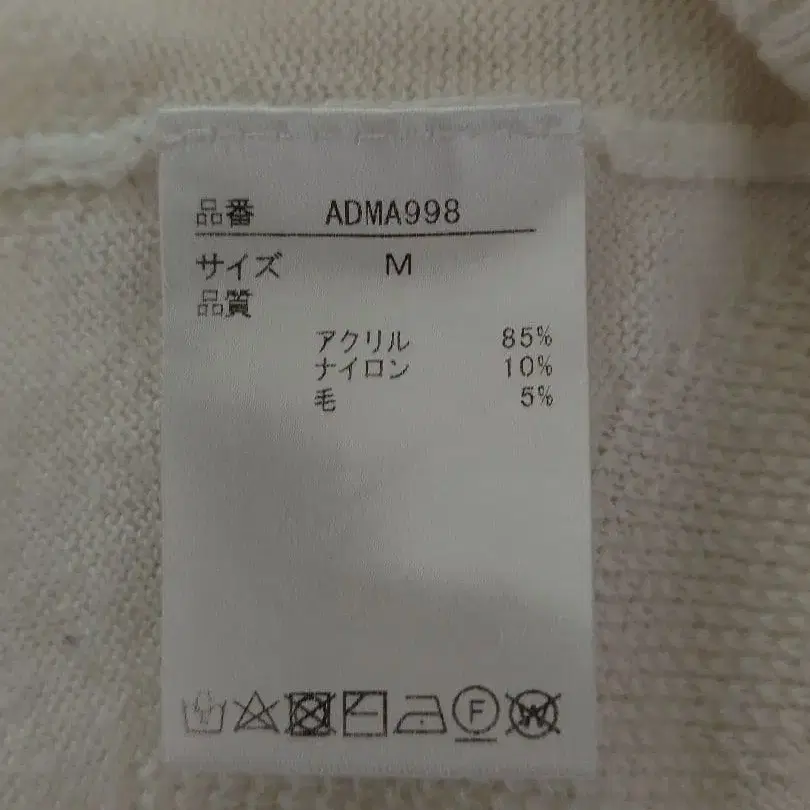 品番 ADMA998
サイズ M
品質
アクリル 85%
ナイロン 10%
毛 5%
F W